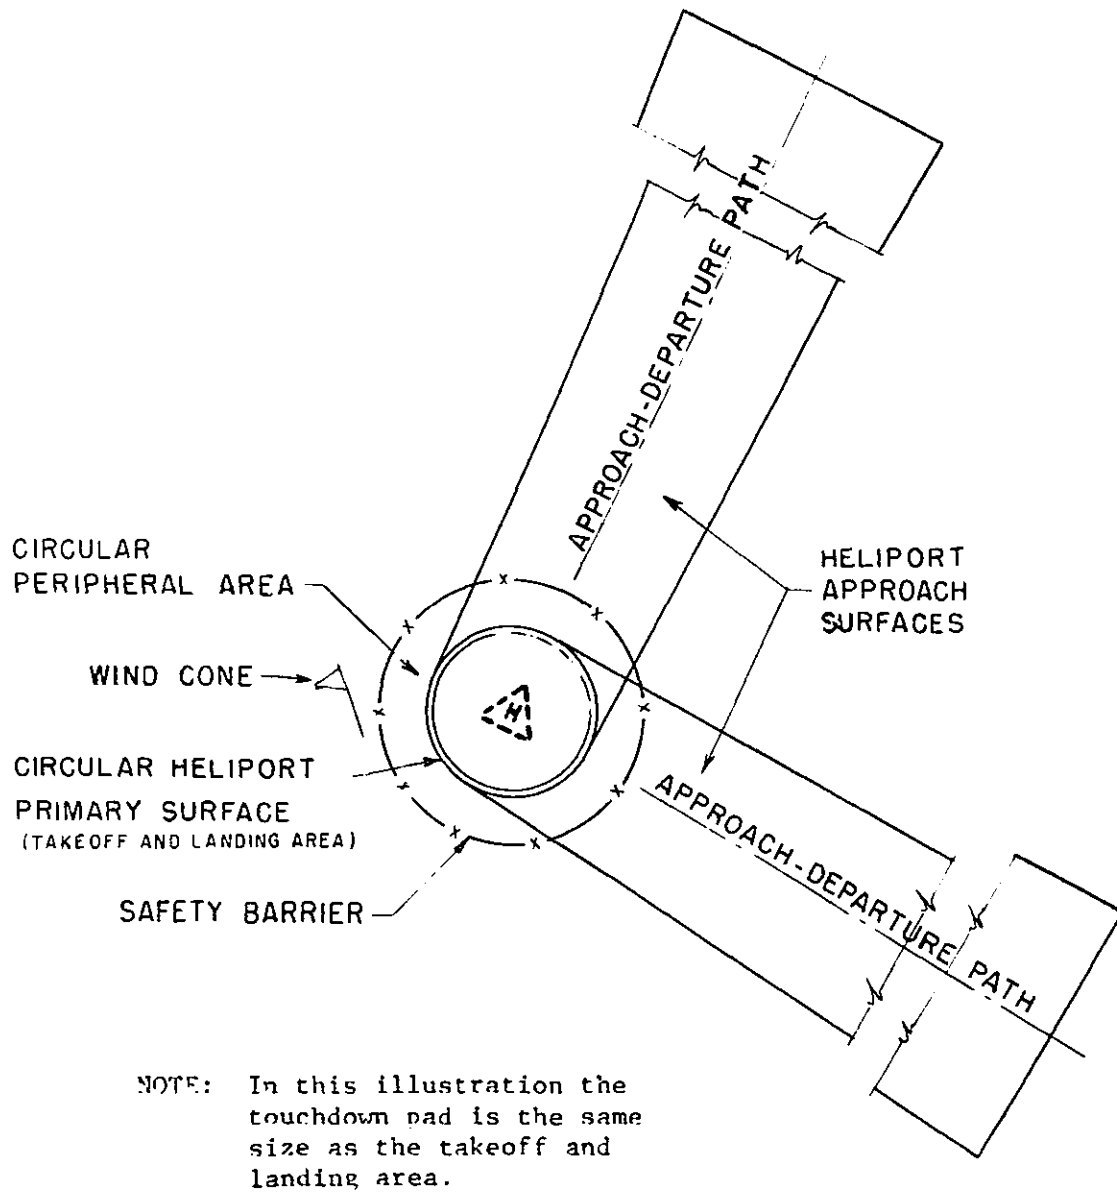 APPROACH-DEPARTURE PATH
CIRCULAR
PERIPHERAL AREA
HELIPORT
APPROACH
SURFACES
WIND CONE
H
CIRCULAR HELIPORT
PRIMARY SURFACE
(TAKEOFF AND LANDING AREA)
APPROACH-DEPARTURE PATH
SAFETY BARRIER
NOTE: In this illustration the
touchdown pad is the same
size as the takeoff and
landing area.